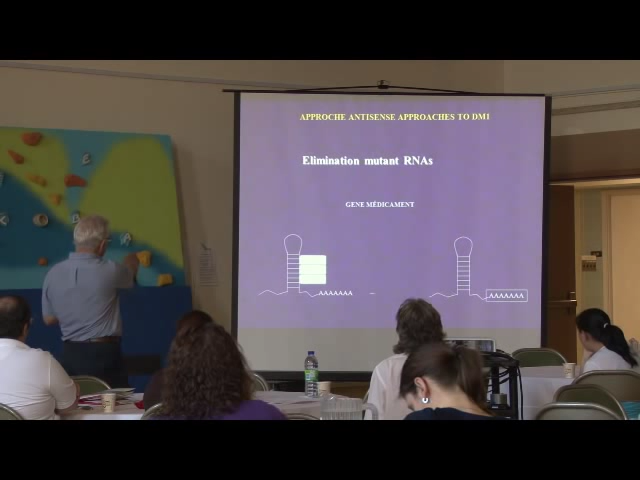 APPROCHE ANTISENSE APPROACHES TO DM1
Elimination mutant RNAs
GENE MÉDICAMENT
AAAAAAA
AAAAAAA